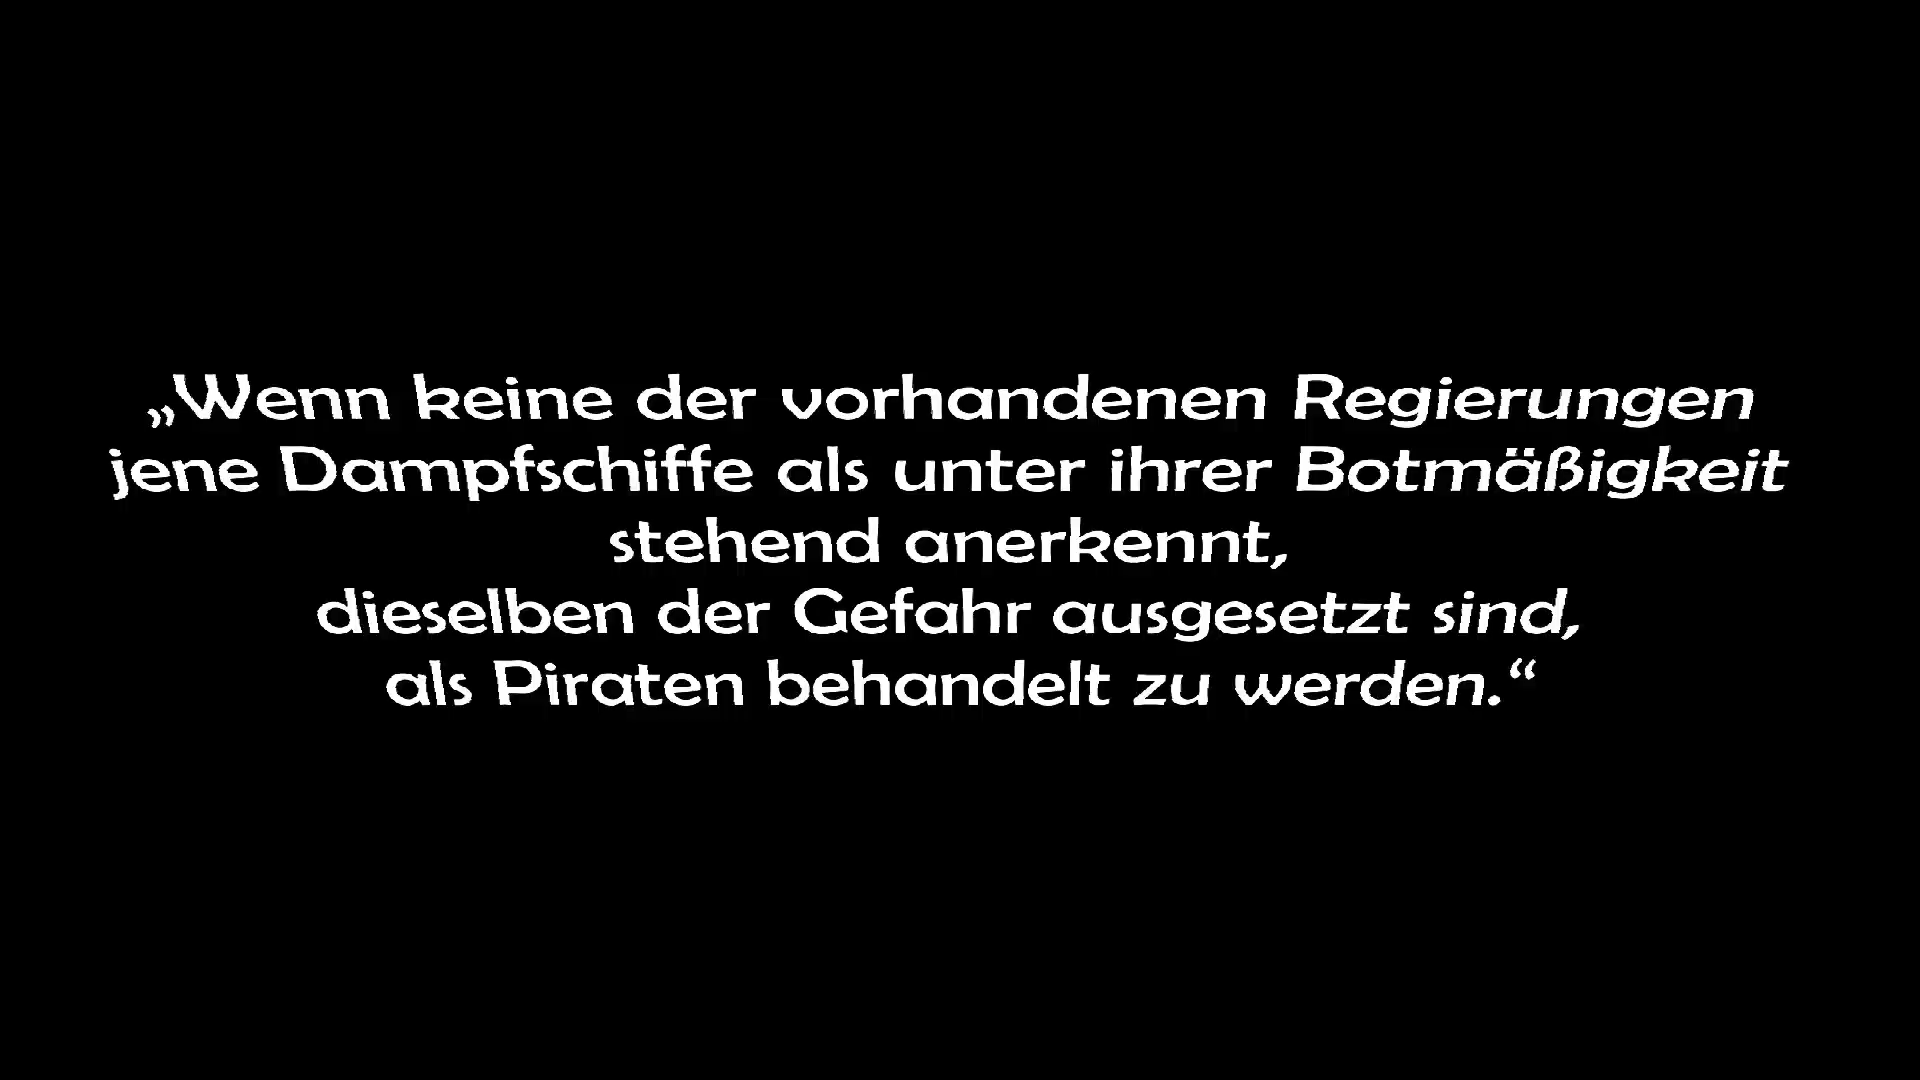 „Wenn keine der vorhandenen Regierungen
jene Dampfschiffe als unter ihrer Botmäßigkeit
stehend anerkennt,
dieselben der Gefahr ausgesetzt sind,
als Piraten behandelt zu werden.“